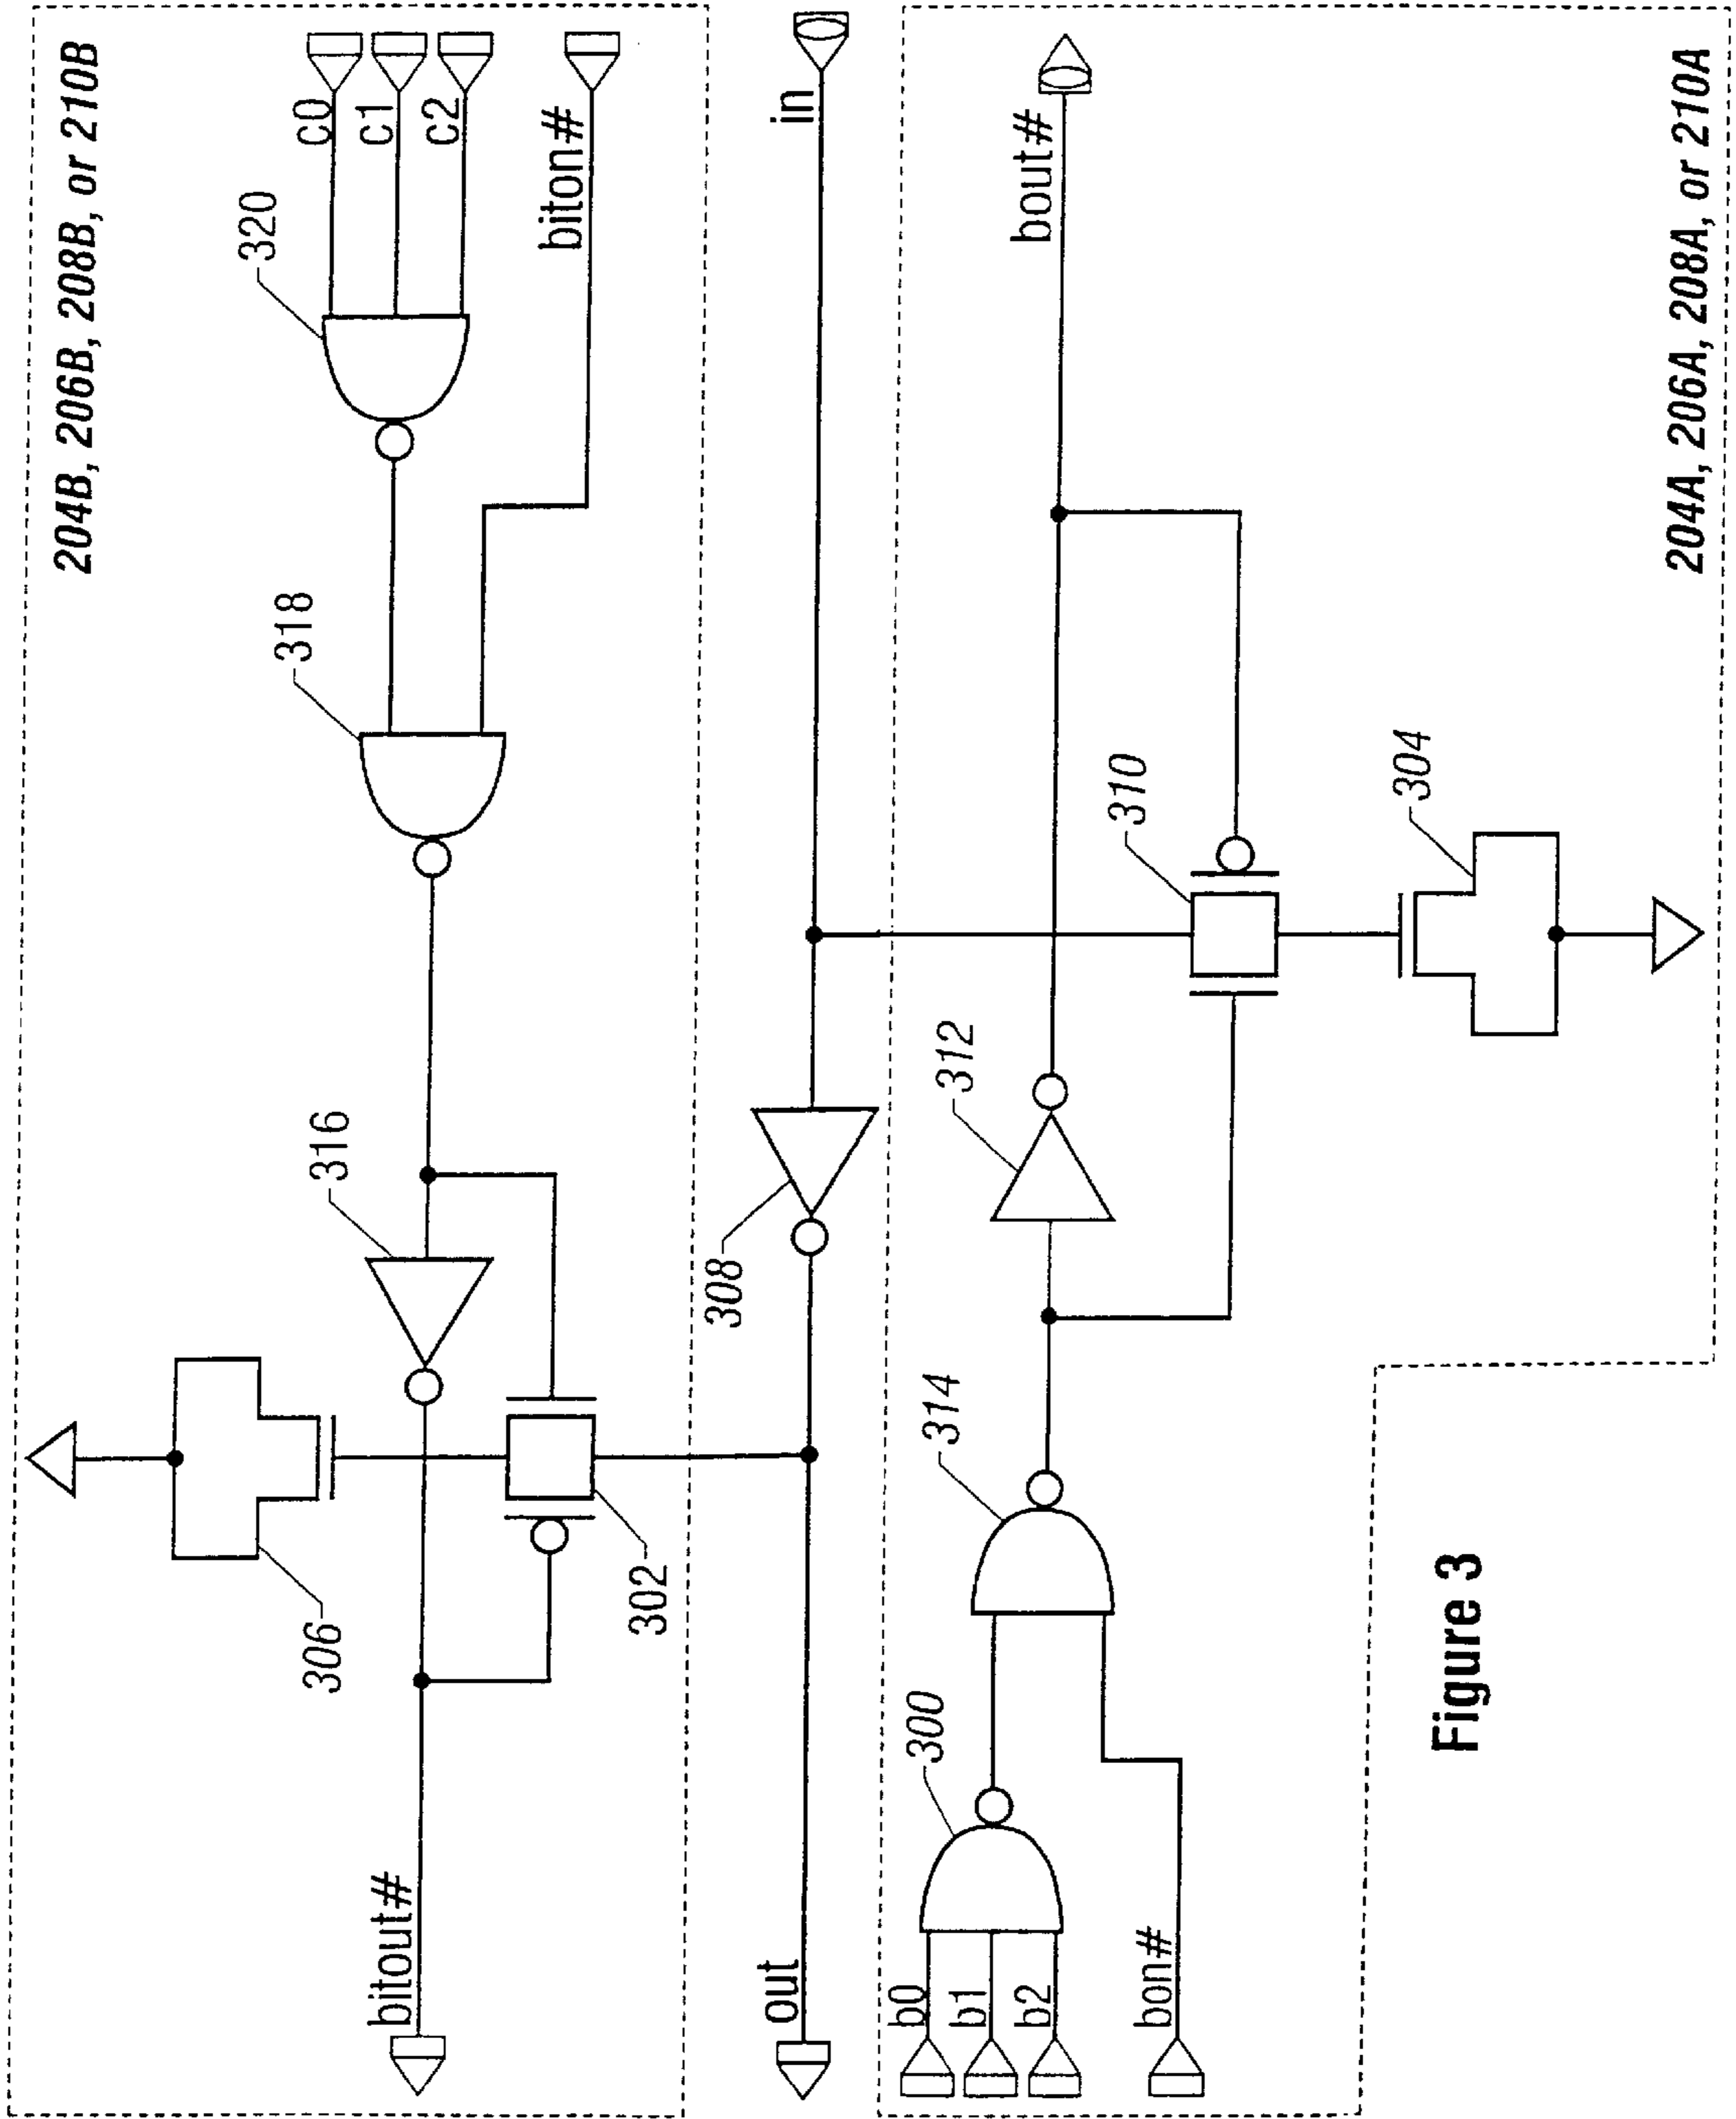 204B, 206B, 208B, or 210B
c0
c1
c2
biton#
320
318
316
306
302
bitout#
in
308
out
bout#
310
304
312
314
300
b0
b1
b2
bon#
204A, 206A, 208A, or 210A
Figure 3